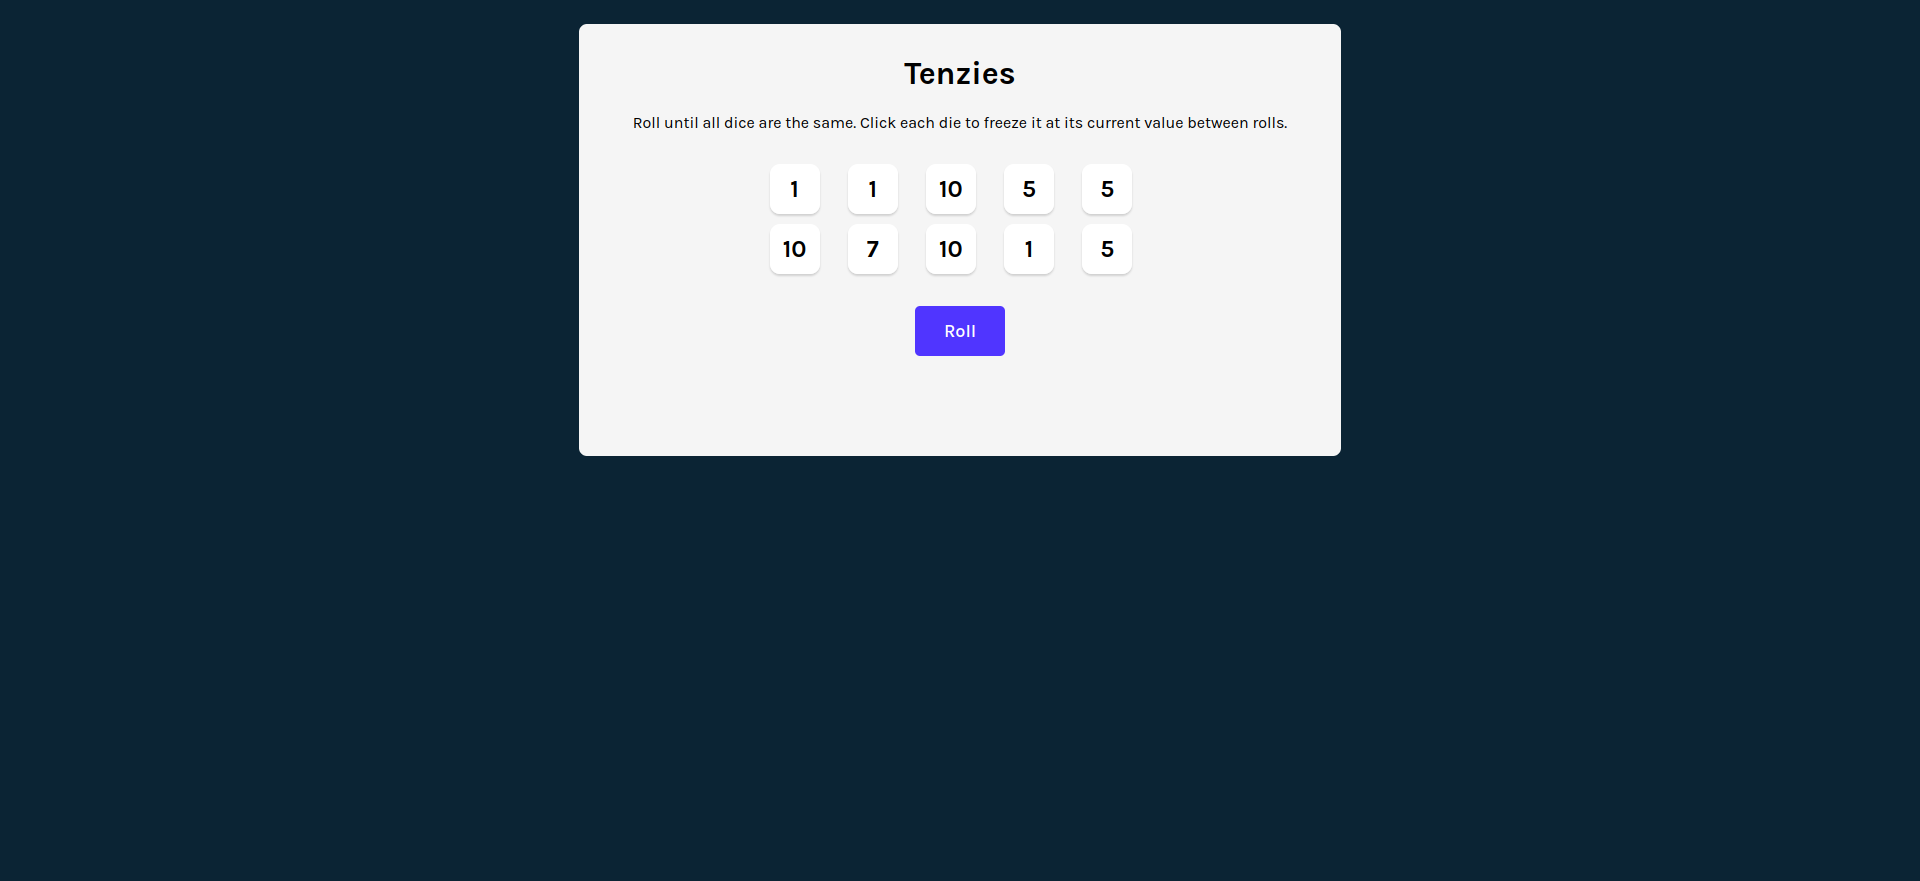 Tenzies
Roll until all dice are the same. Click each die to freeze it at its current value between rolls.
1 1 10 5 5
10 7 10 1 5
Roll